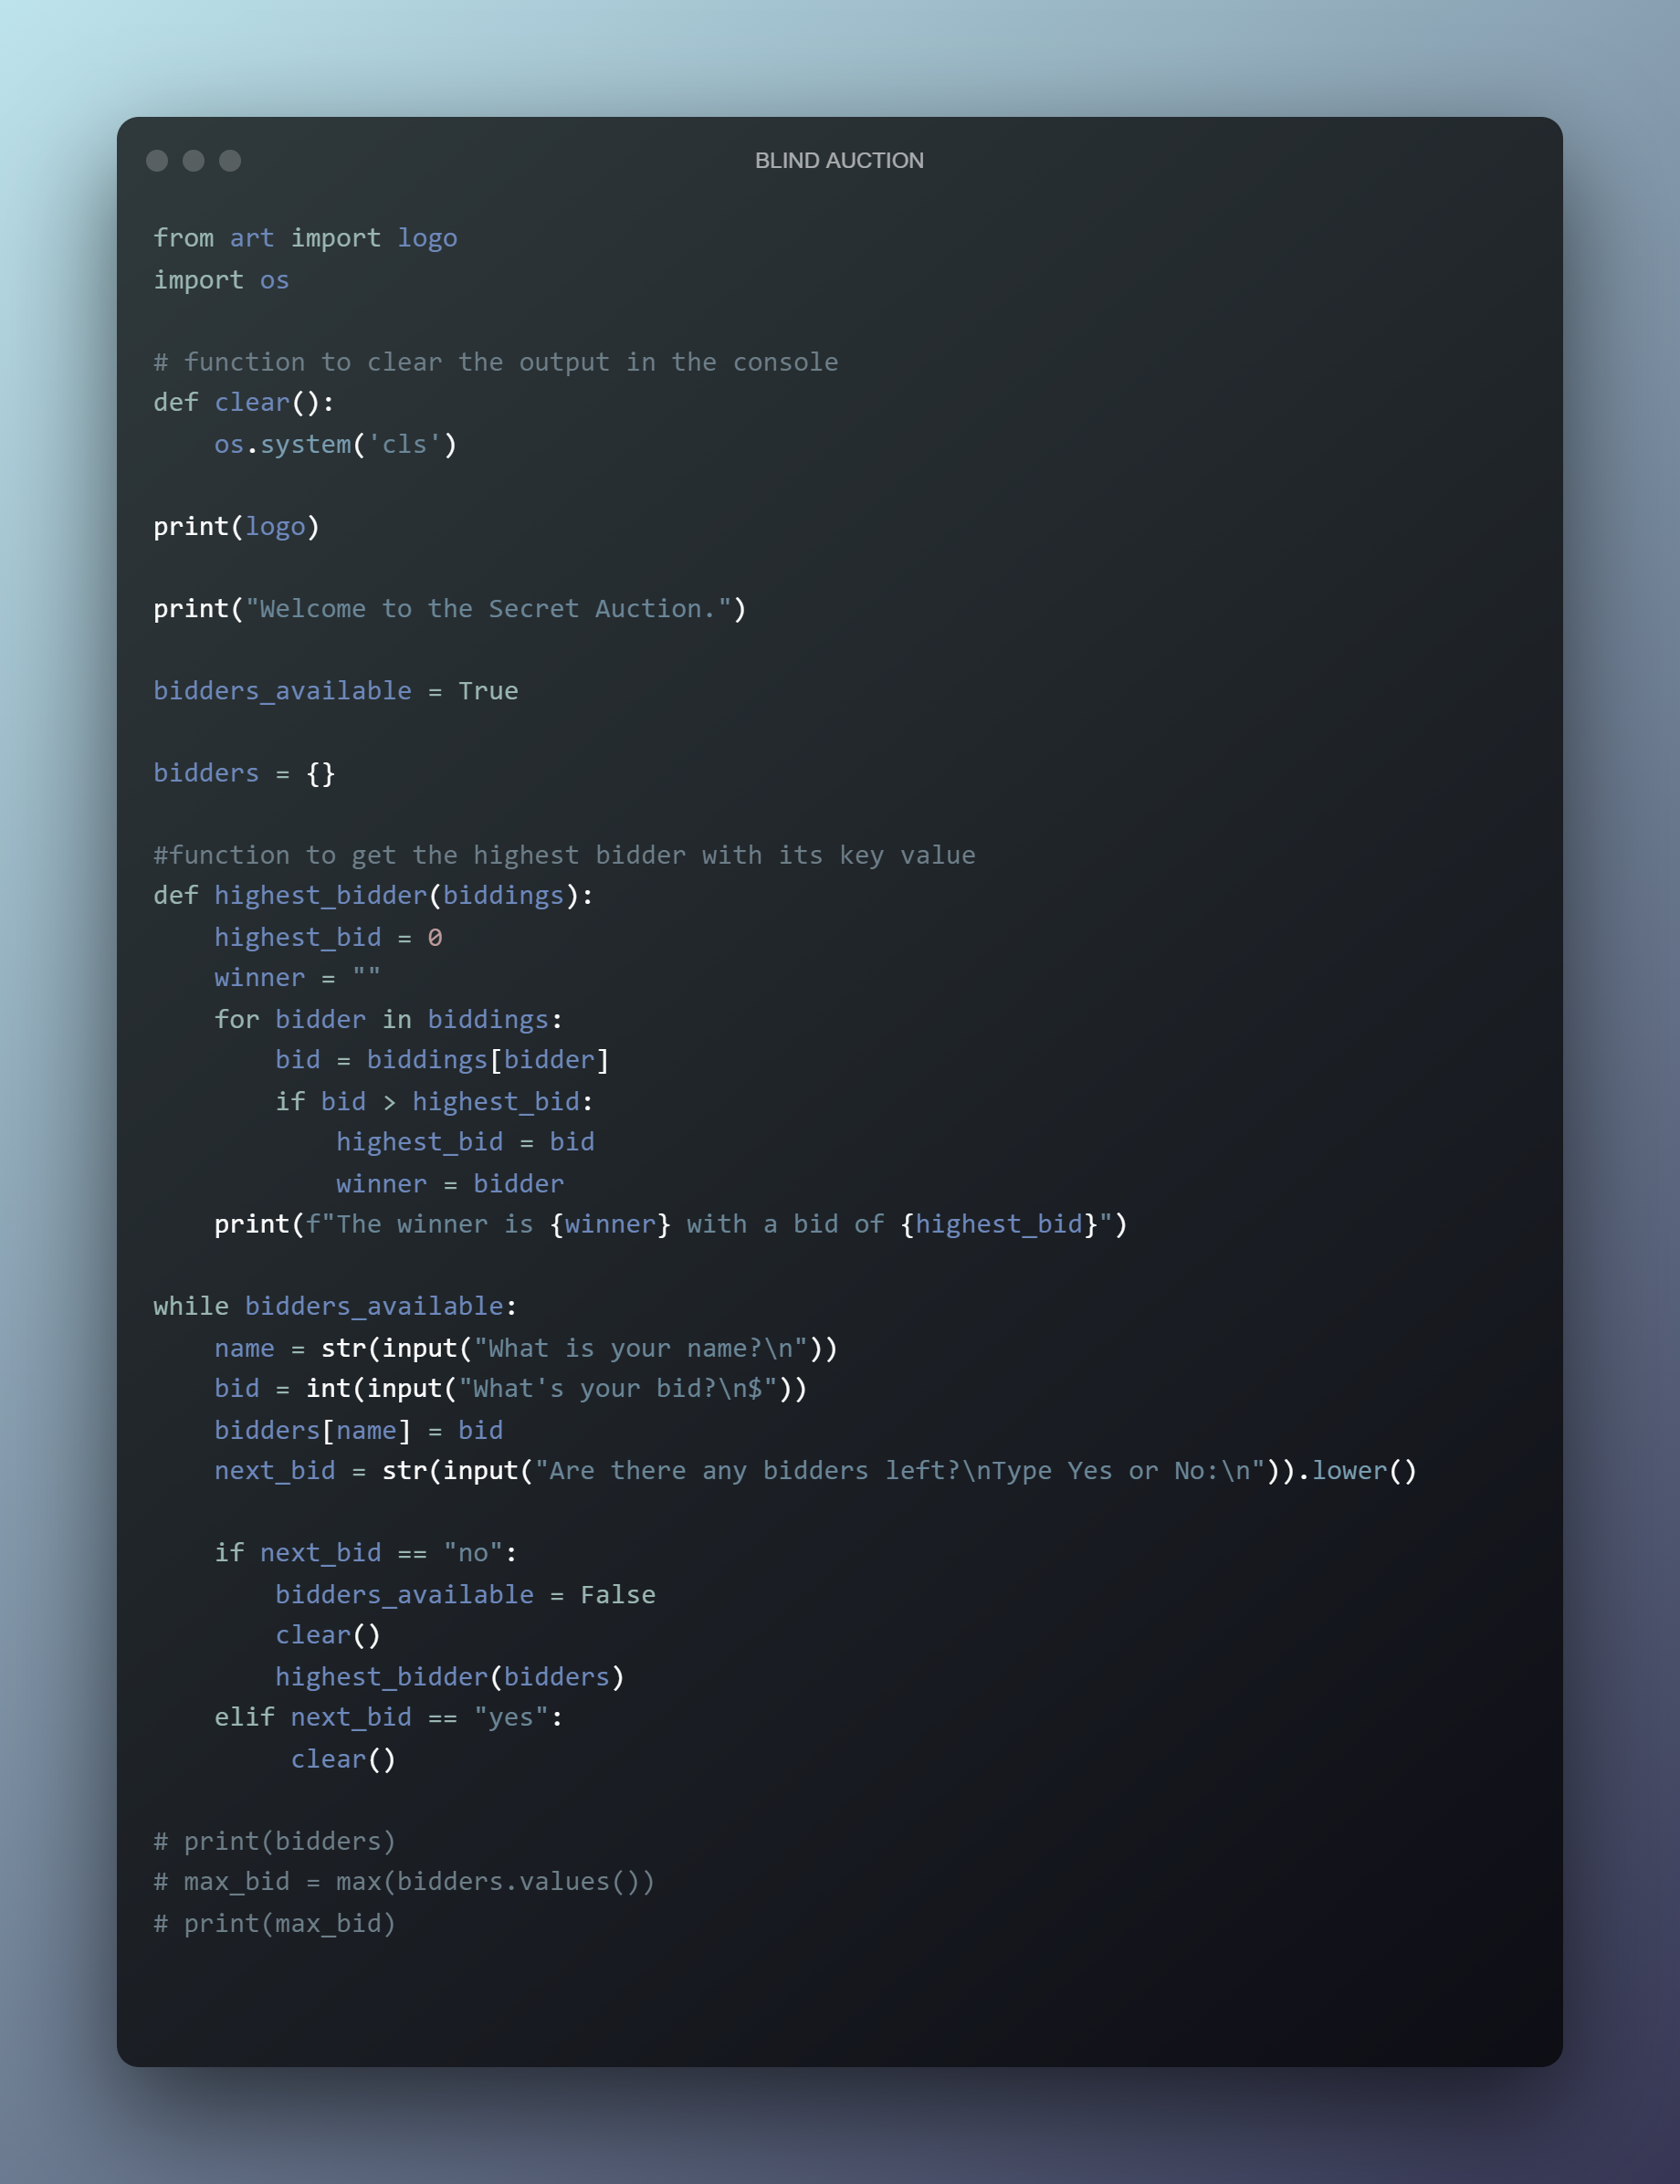 BLIND AUCTION
from art import logo
import os
# function to clear the output in the console
def clear():
    os.system('cls')
print(logo)
print("Welcome to the Secret Auction.")
bidders_available = True
bidders = {}
#function to get the highest bidder with its key value
def highest_bidder(biddings):
    highest_bid = 0
    winner = ""
    for bidder in biddings:
        bid = biddings[bidder]
        if bid > highest_bid:
            highest_bid = bid
            winner = bidder
    print(f"The winner is {winner} with a bid of {highest_bid}")
while bidders_available:
    name = str(input("What is your name?\n"))
    bid = int(input("What's your bid?\n$"))
    bidders[name] = bid
    next_bid = str(input("Are there any bidders left?\nType Yes or No:\n")).lower()
    if next_bid == "no":
        bidders_available = False
        clear()
        highest_bidder(bidders)
    elif next_bid == "yes":
         clear()
# print(bidders)
# max_bid = max(bidders.values())
# print(max_bid)